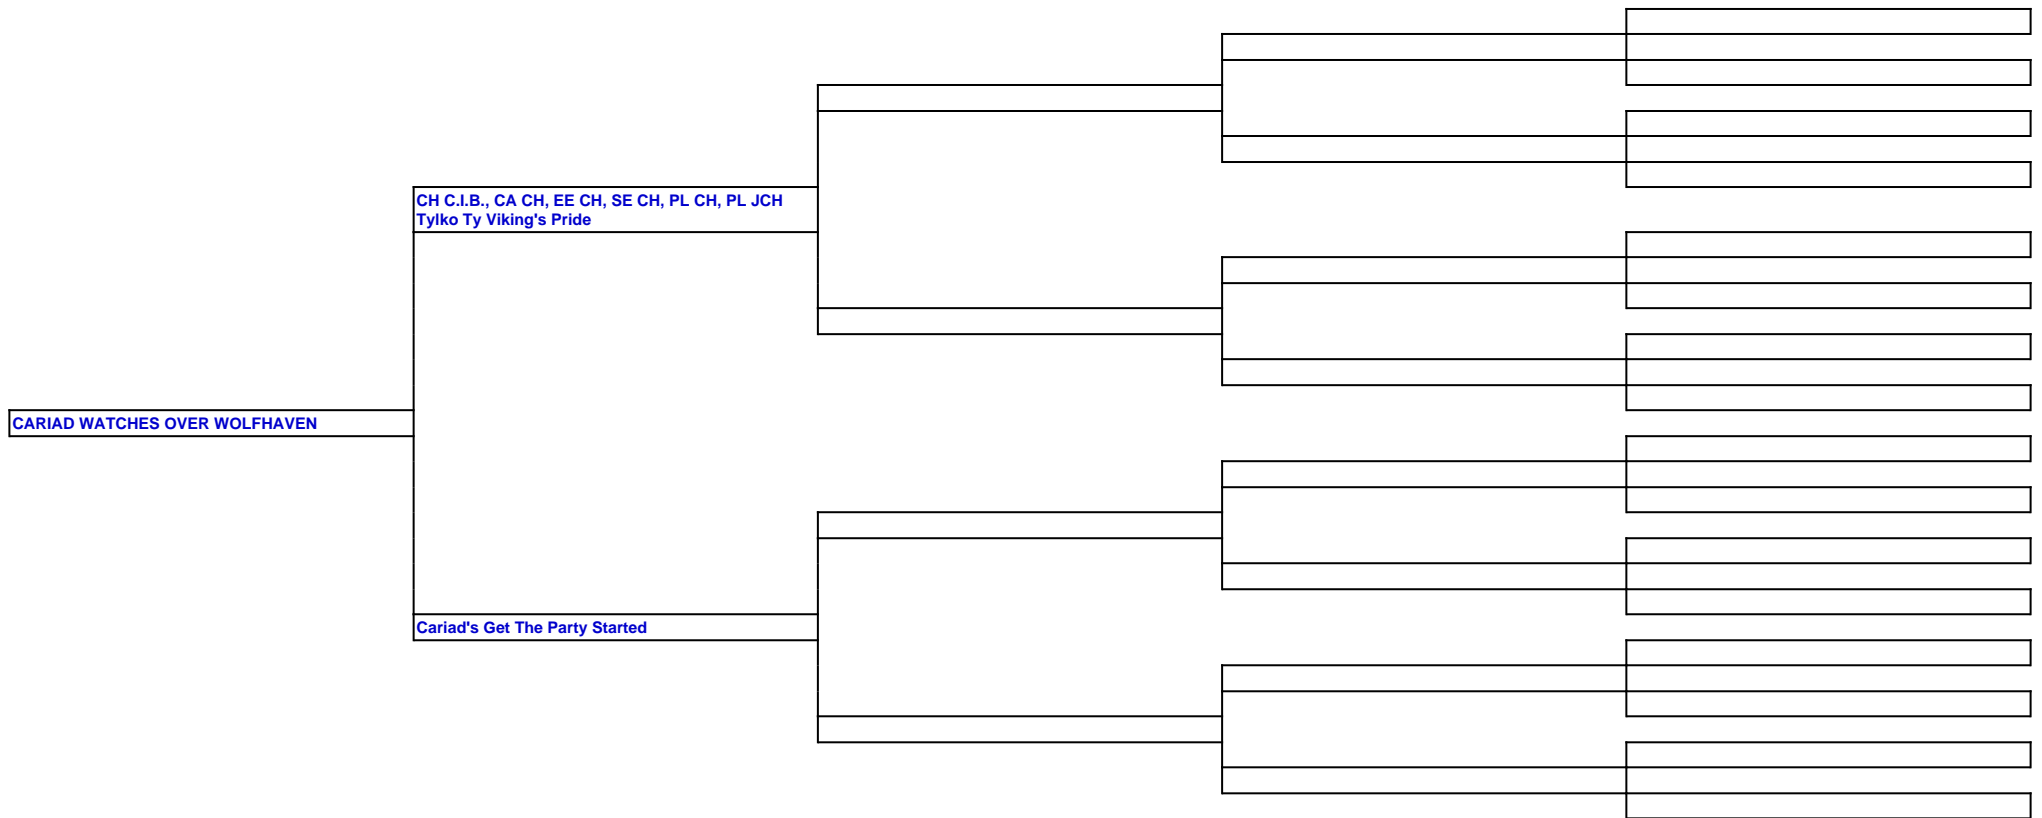 CH C.I.B., CA CH, EE CH, SE CH, PL CH, PL JCH
Tylko Ty Viking's Pride
CARIAD WATCHES OVER WOLFHAVEN
Cariad's Get The Party Started